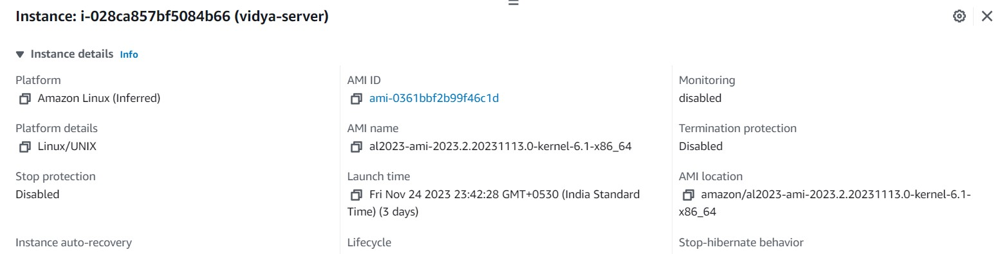 Instance: i-028ca857bf5084b66 (vidya-server)
Instance details Info
Platform
Amazon Linux (Inferred)
Platform details
Linux/UNIX
Stop protection
Disabled
Instance auto-recovery
AMI ID
ami-0361bbf2b99f46c1d
AMI name
al2023-ami-2023.2.20231113.0-kernel-6.1-x86_64
Launch time
Fri Nov 24 2023 23:42:28 GMT+0530 (India Standard
Time) (3 days)
Lifecycle
Monitoring
disabled
Termination protection
Disabled
AMI location
amazon/al2023-ami-2023.2.20231113.0-kernel-6.1-
x86_64
Stop-hibernate behavior